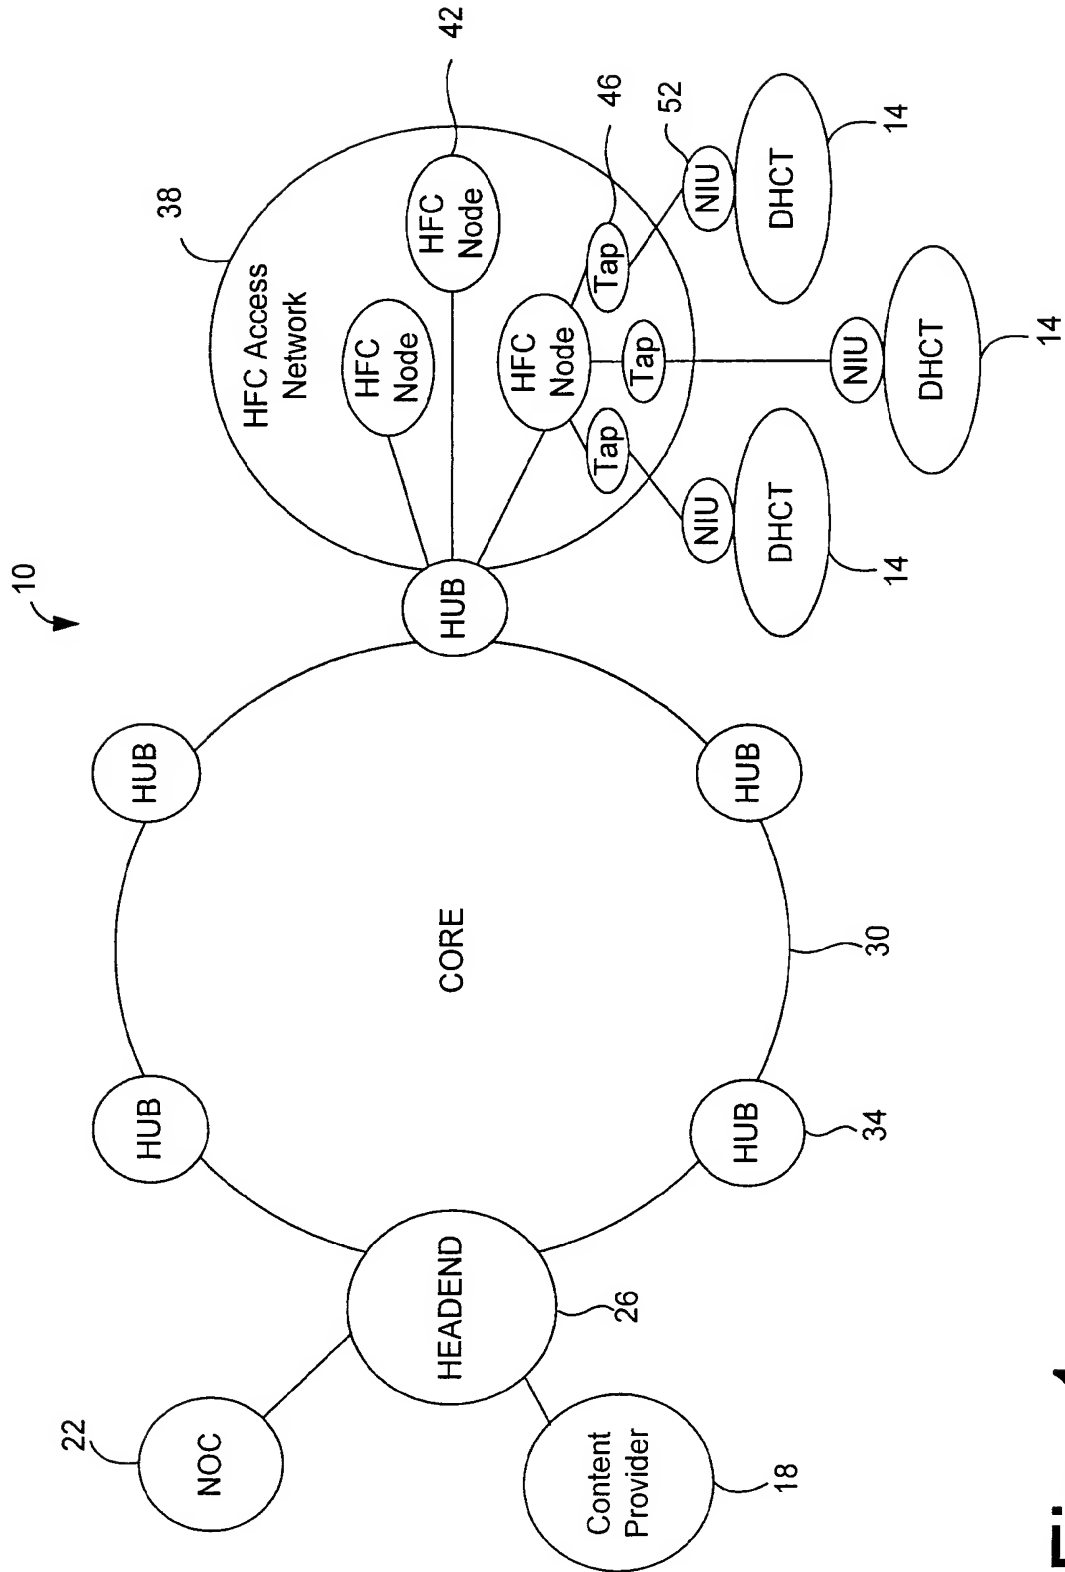 10
22
38
HUB
HUB
NOC
HFC Access
Network
HFC
Node
42
HFC
Node
HEADEND
CORE
HUB
HFC
Node
Content
Provider
26
Tap
Tap
Tap
46
52
NIU
NIU
HUB
HUB
DHCT
DHCT
18
NIU
34
30
14
14
DHCT
14